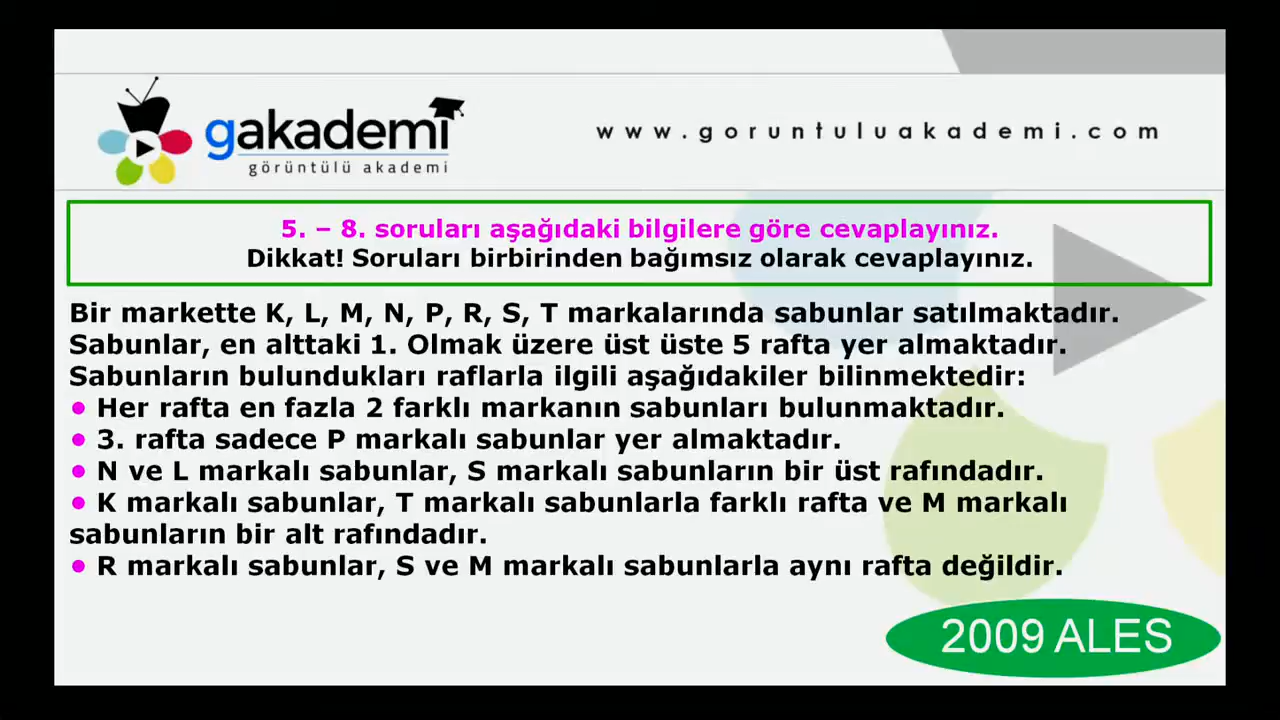 gakademi
görüntülü akademi
www.goruntuluakademi.com
5. – 8. soruları aşağıdaki bilgilere göre cevaplayınız.
Dikkat! Soruları birbirinden bağımsız olarak cevaplayınız.
Bir markette K, L, M, N, P, R, S, T markalarında sabunlar satılmaktadır.
Sabunlar, en alttaki 1. Olmak üzere üst üste 5 rafta yer almaktadır.
Sabunların bulundukları raflarla ilgili aşağıdakiler bilinmektedir:
● Her rafta en fazla 2 farklı markanın sabunları bulunmaktadır.
● 3. rafta sadece P markalı sabunlar yer almaktadır.
● N ve L markalı sabunlar, S markalı sabunların bir üst rafındadır.
● K markalı sabunlar, T markalı sabunlarla farklı rafta ve M markalı
sabunların bir alt rafındadır.
● R markalı sabunlar, S ve M markalı sabunlarla aynı rafta değildir.
2009 ALES